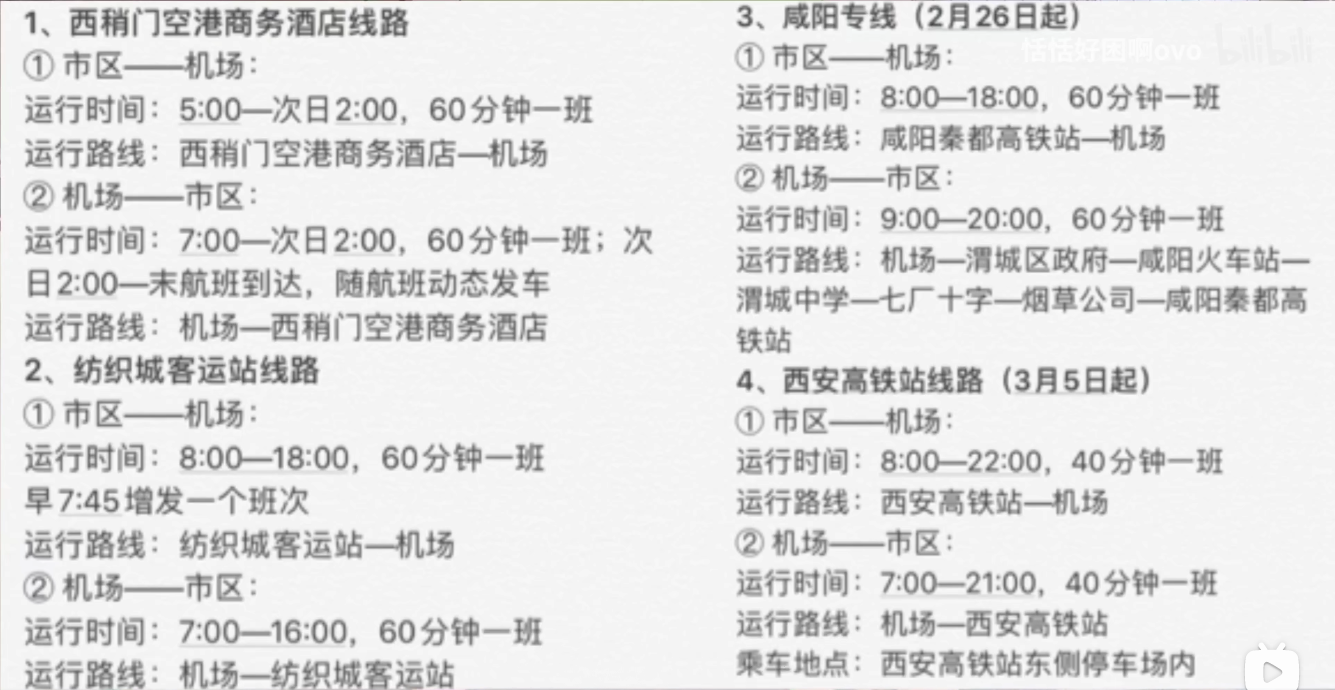 1、西稍门空港商务酒店线路
① 市区——机场：
运行时间：5:00—次日2:00，60分钟一班
运行路线：西稍门空港商务酒店—机场
② 机场——市区：
运行时间：7:00—次日2:00，60分钟一班；次
日2:00—末航班到达，随航班动态发车
运行路线：机场—西稍门空港商务酒店
2、纺织城客运站线路
① 市区——机场：
运行时间：8:00—18:00，60分钟一班
早7:45增发一个班次
运行路线：纺织城客运站—机场
② 机场——市区：
运行时间：7:00—16:00，60分钟一班
运行路线：机场—纺织城客运站
3、咸阳专线（2月26日起）
① 市区——机场：
运行时间：8:00—18:00，60分钟一班
运行路线：咸阳秦都高铁站—机场
② 机场——市区：
运行时间：9:00—20:00，60分钟一班
运行路线：机场—渭城区政府—咸阳火车站—
渭城中学—七厂十字—烟草公司—咸阳秦都高
铁站
4、西安高铁站线路（3月5日起）
① 市区——机场：
运行时间：8:00—22:00，40分钟一班
运行路线：西安高铁站—机场
② 机场——市区：
运行时间：7:00—21:00，40分钟一班
运行路线：机场—西安高铁站
乘车地点：西安高铁站东侧停车场内
恬恬好困啊ovo bilibili